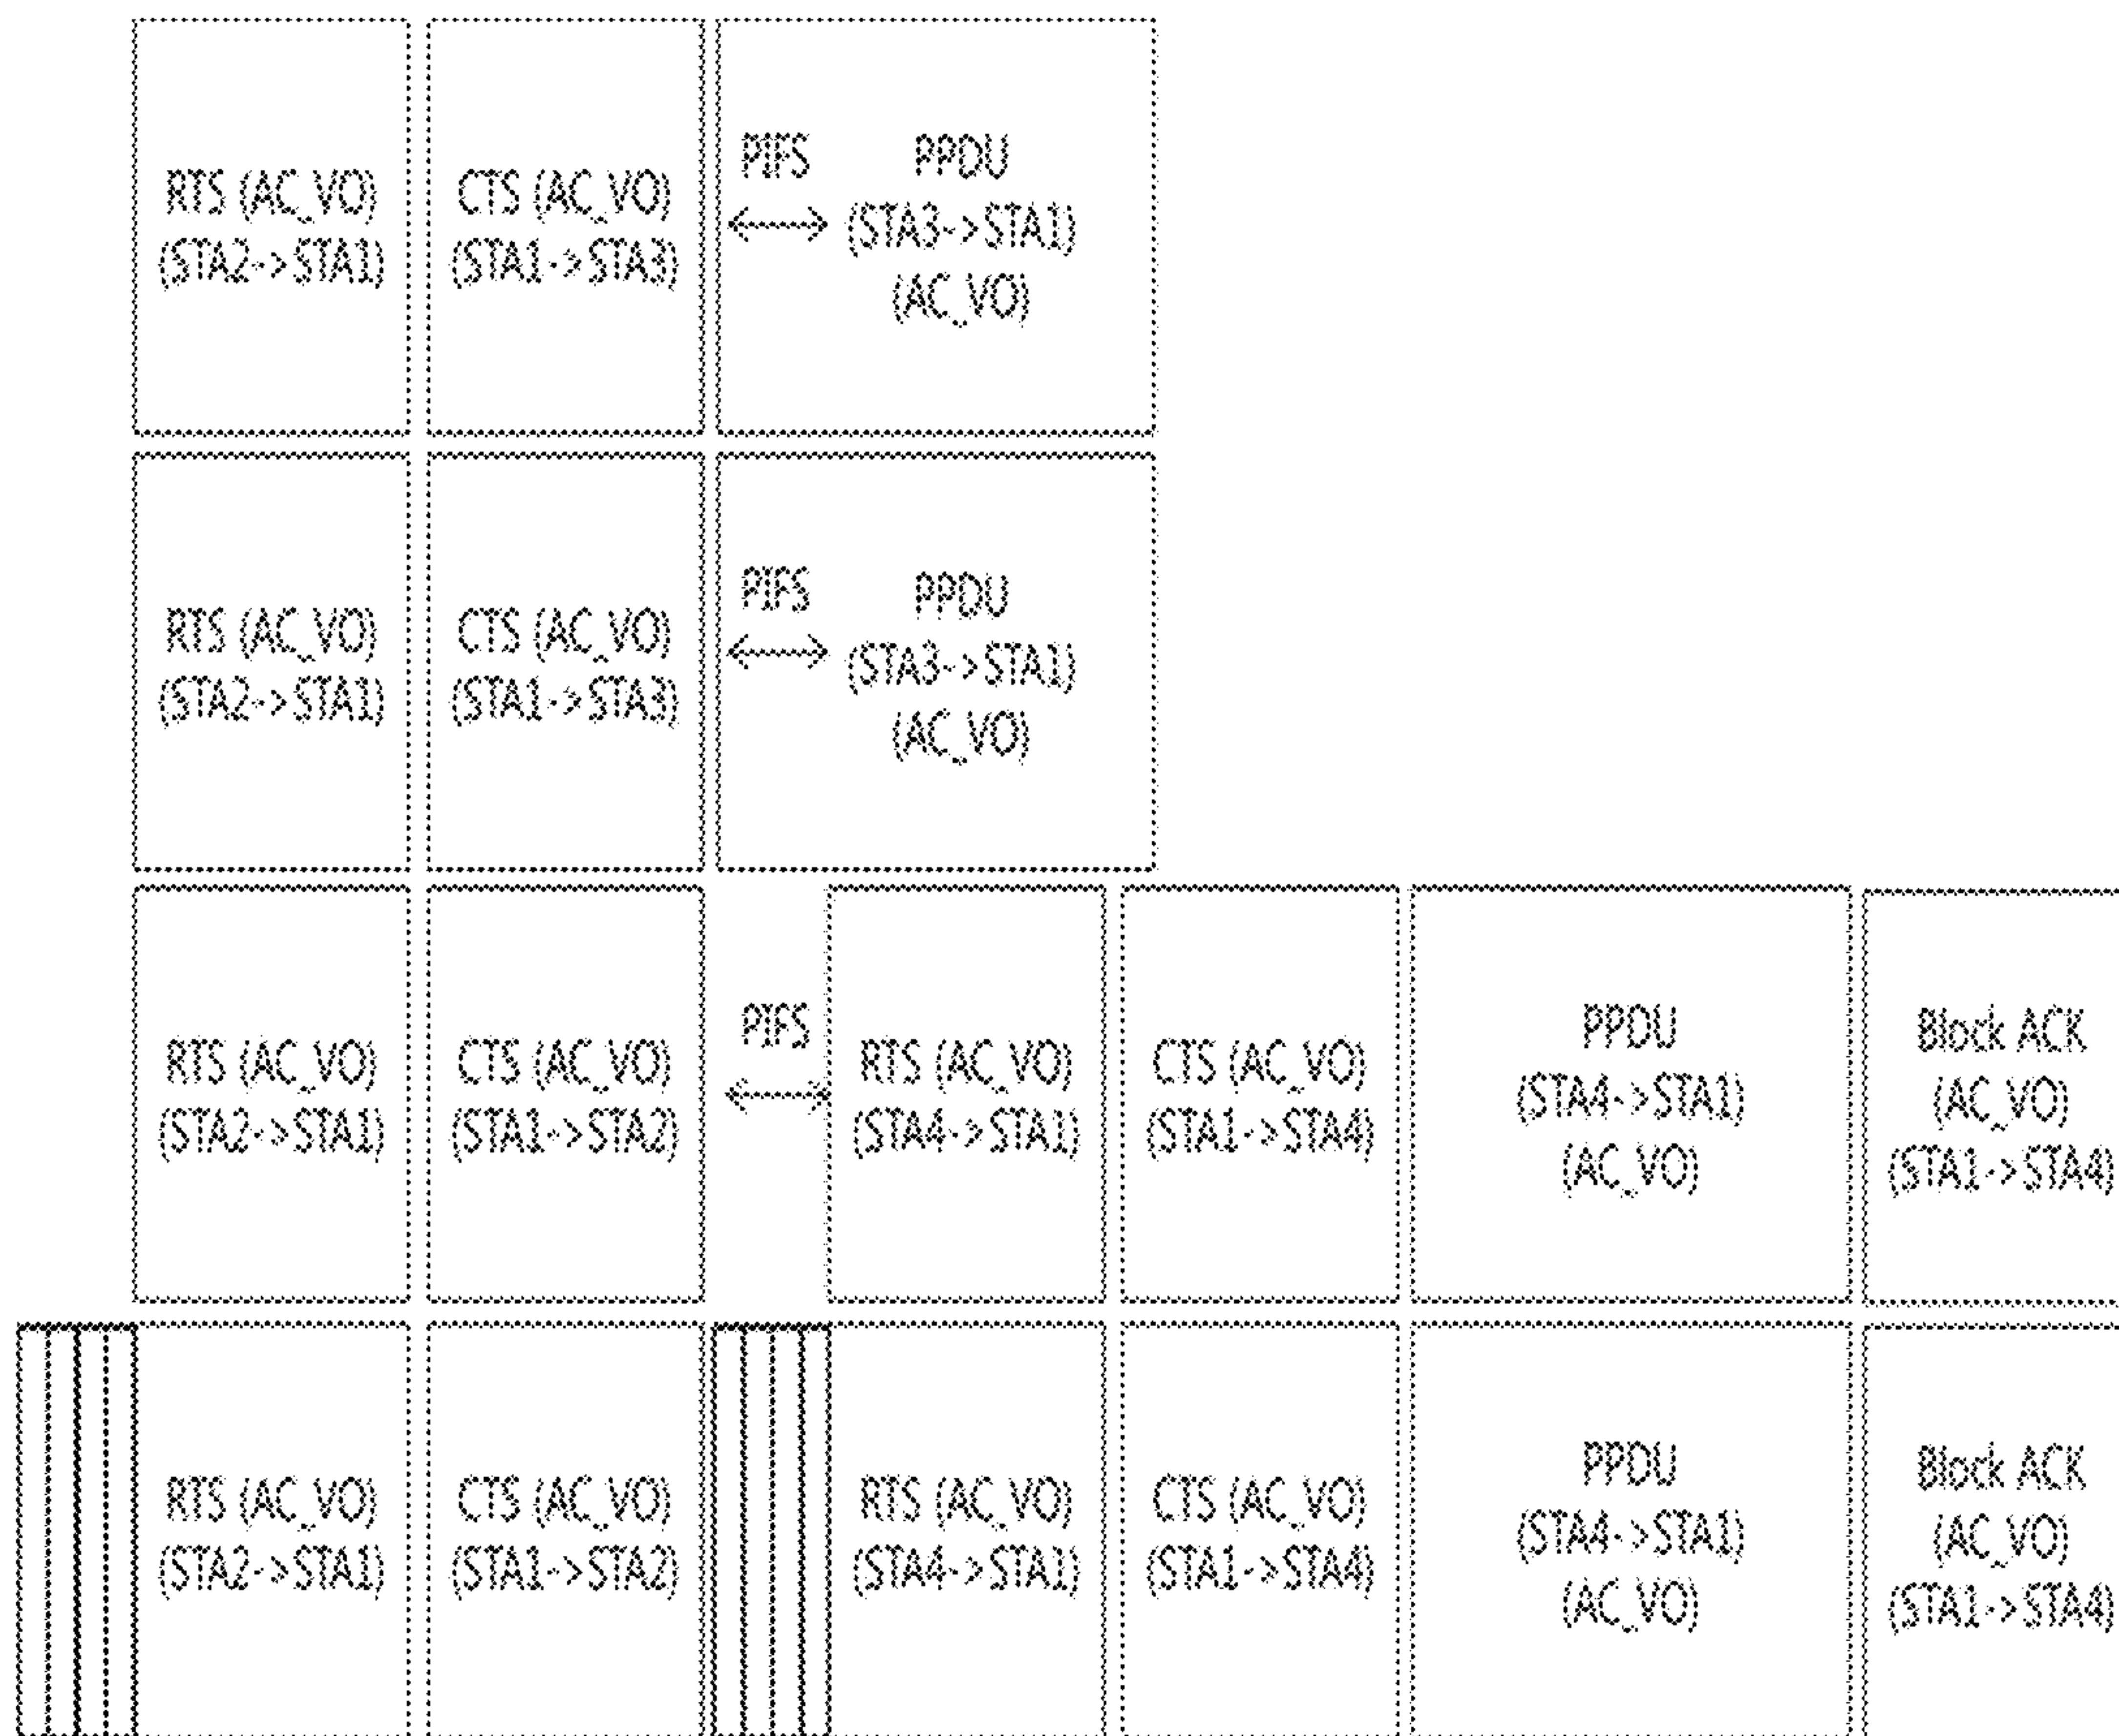 RTS (AC_VO)
(STA2->STA1)
CTS (AC_VO)
(STA1->STA3)
PIFS
PPDU
(STA3->STA1)
(AC_VO)
RTS (AC_VO)
(STA2->STA1)
CTS (AC_VO)
(STA1->STA3)
PIFS
PPDU
(STA3->STA1)
(AC_VO)
RTS (AC_VO)
(STA2->STA1)
CTS (AC_VO)
(STA1->STA2)
PIFS
RTS (AC_VO)
(STA4->STA1)
CTS (AC_VO)
(STA1->STA4)
PPDU
(STA4->STA1)
(AC_VO)
Block ACK
(AC_VO)
(STA1->STA4)
RTS (AC_VO)
(STA2->STA1)
CTS (AC_VO)
(STA1->STA2)
RTS (AC_VO)
(STA4->STA1)
CTS (AC_VO)
(STA1->STA4)
PPDU
(STA4->STA1)
(AC_VO)
Block ACK
(AC_VO)
(STA1->STA4)